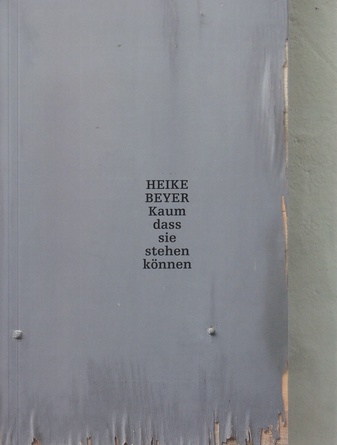 HEIKE
BEYER
Kaum
dass
sie
stehen
können